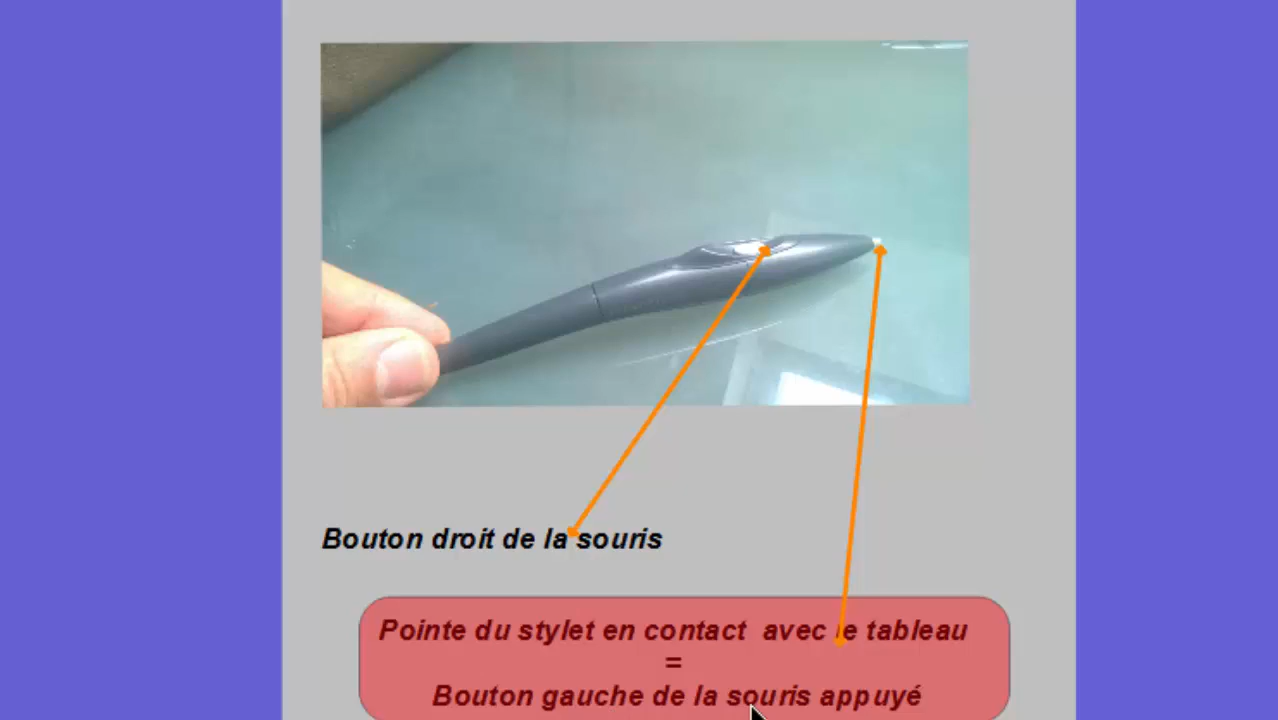 Bouton droit de la souris
Pointe du stylet en contact avec le tableau
=
Bouton gauche de la souris appuyé